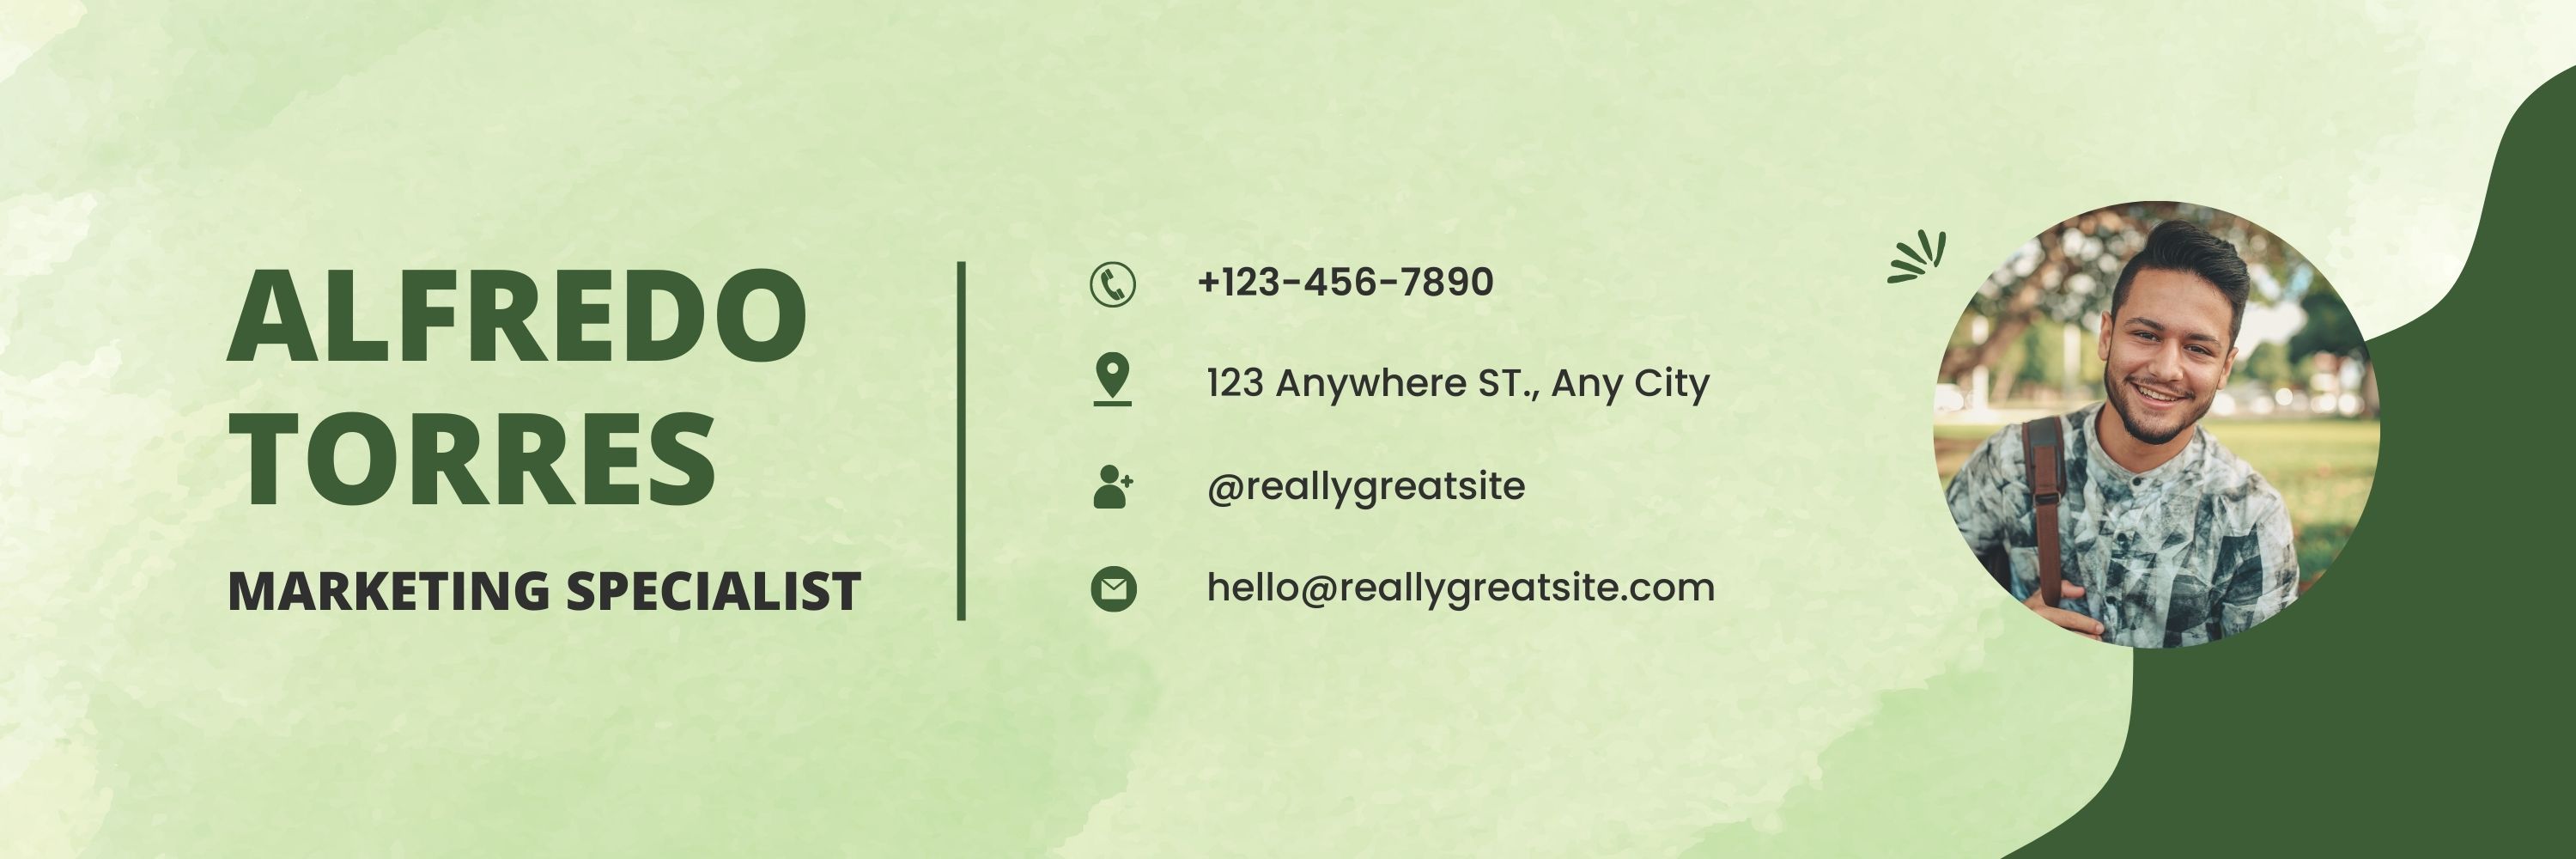 ALFREDO
TORRES
MARKETING SPECIALIST
+123-456-7890
123 Anywhere ST., Any City
@reallygreatsite
hello@reallygreatsite.com